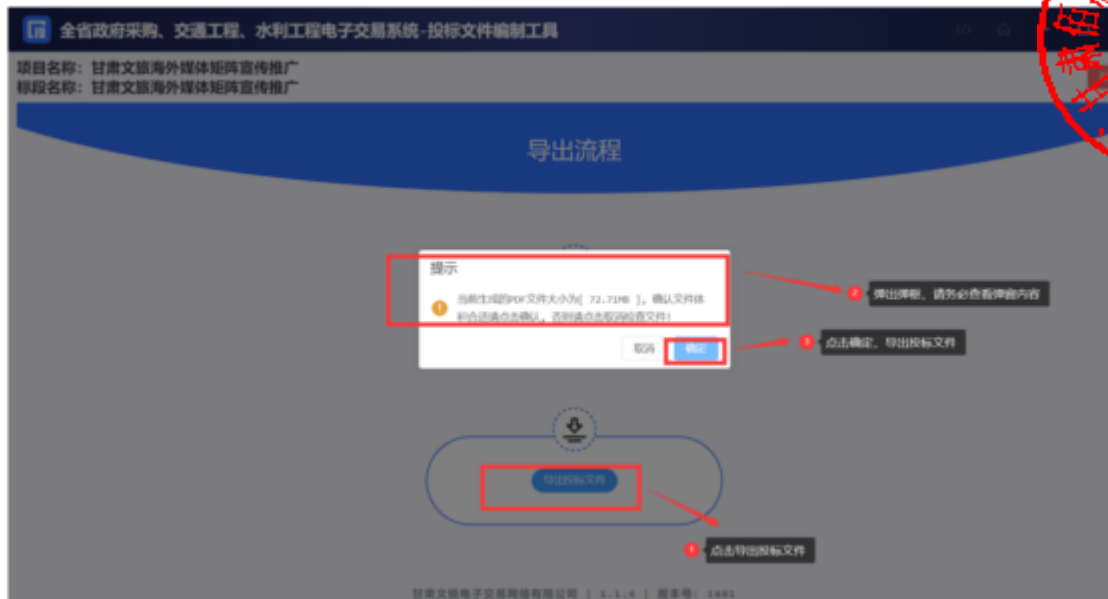 全省政府采购、交通工程、水利工程电子交易系统-投标文件编制工具
项目名称：甘肃文旅海外媒体矩阵宣传推广
标段名称：甘肃文旅海外媒体矩阵宣传推广
导出流程
提示
当前生成的PDF文件大小为[ 72.71MB ]，确认文件体
积合适请点击确认，否则请点击取消检查文件！
取消 确定
2 弹出弹框，请务必查看弹窗内容
3 点击确定，导出投标文件
导出投标文件
1 点击导出投标文件
电子交易网络有限公司 | 1.1.4 | 版本号：1001